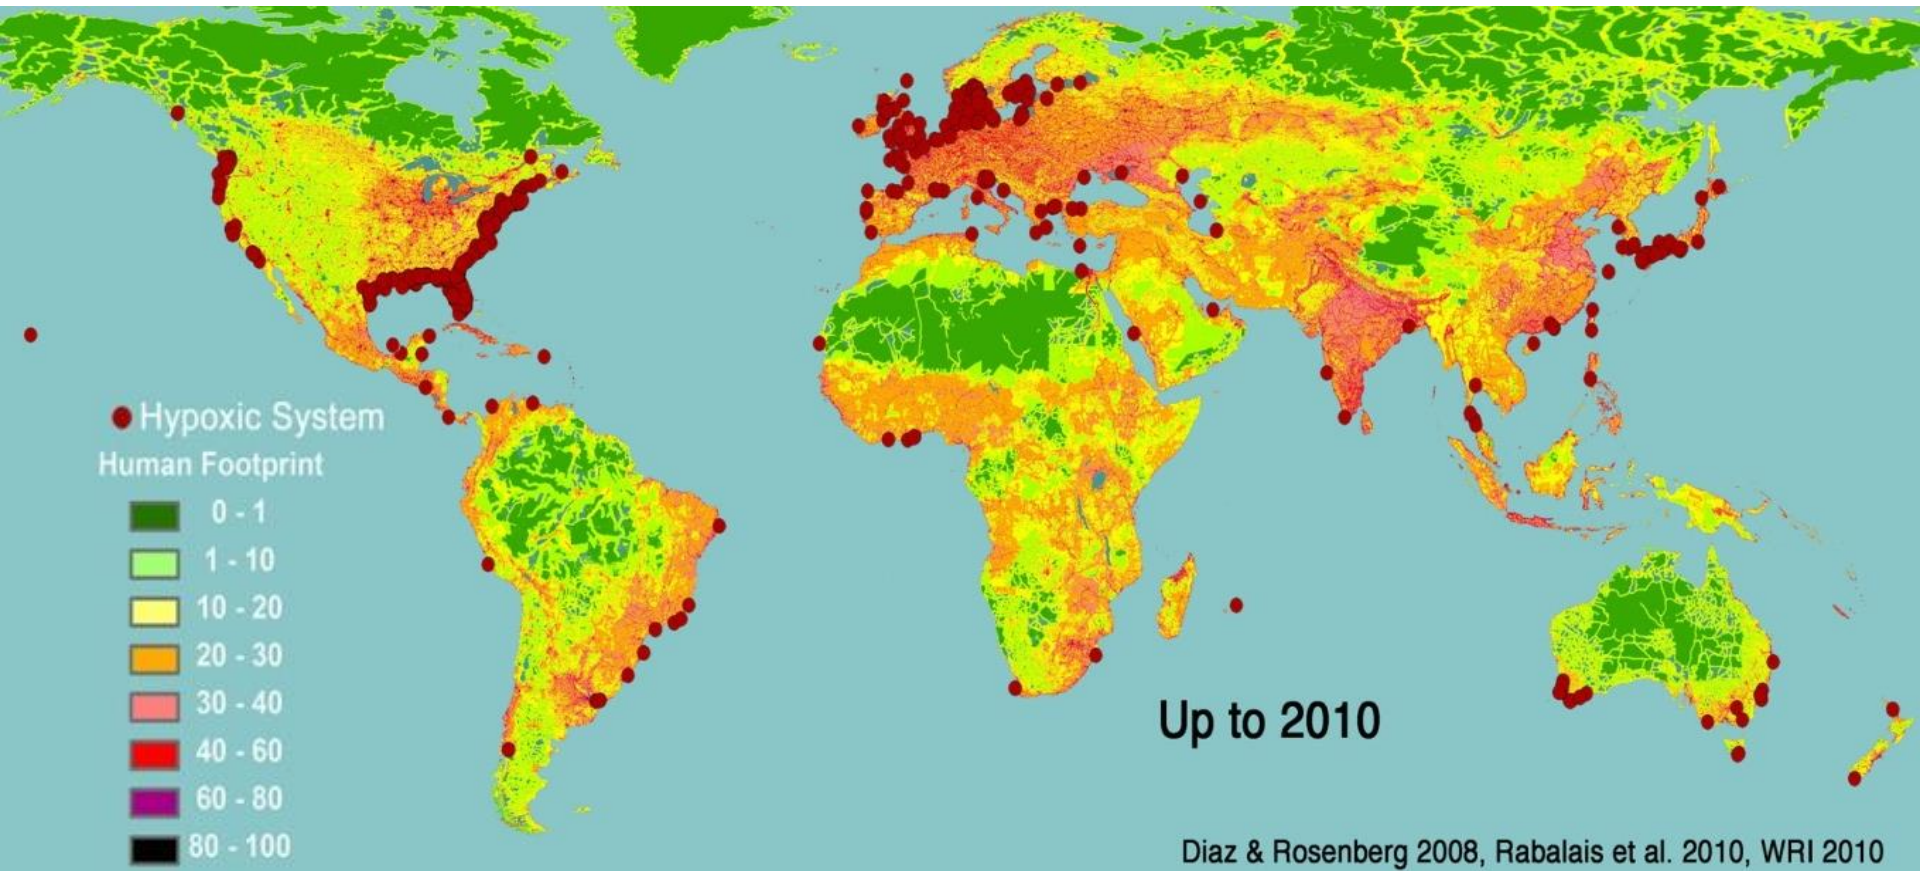 Hypoxic System
Human Footprint
0 - 1
1 - 10
10 - 20
20 - 30
30 - 40
40 - 60
60 - 80
80 - 100
Up to 2010
Diaz & Rosenberg 2008, Rabalais et al. 2010, WRI 2010